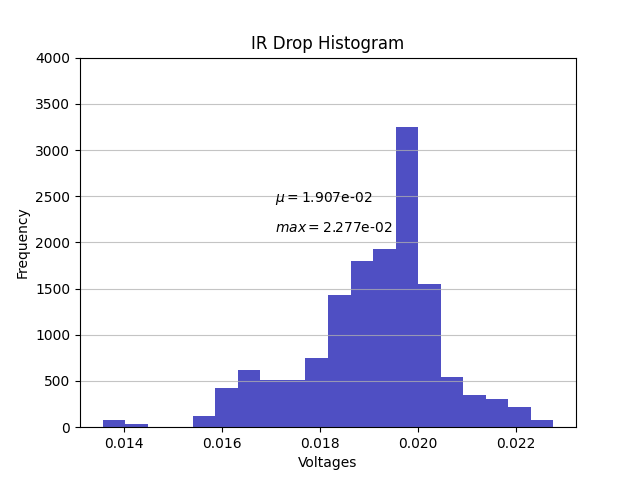 IR Drop Histogram
4000
3500
3000
2500
2000
1500
1000
500
0
Frequency
μ = 1.907e-02
max = 2.277e-02
0.014 0.016 0.018 0.020 0.022
Voltages